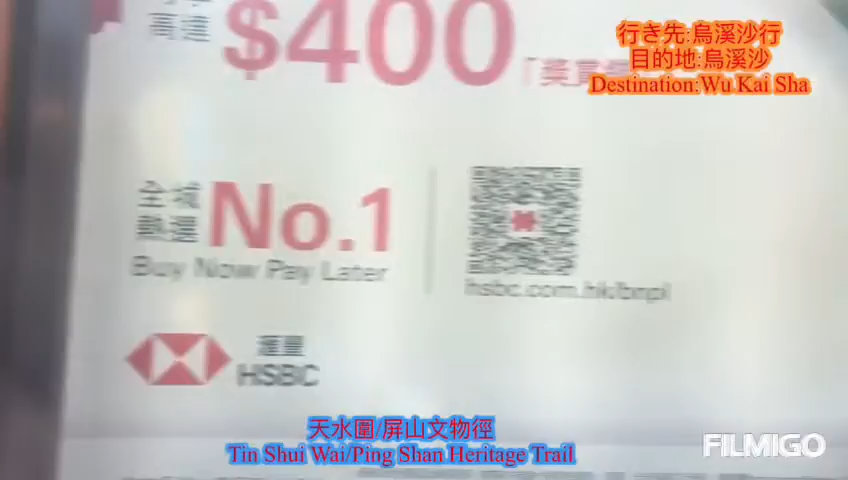 高達 $400
行き先:烏溪沙行
目的地:烏溪沙
Destination:Wu Kai Sha
全城
熱選
No.1
Buy Now Pay Later
hsbc.com.hk/bnpl
滙豐
HSBC
天水圍/屏山文物徑
Tin Shui Wai/Ping Shan Heritage Trail
FILMIGO